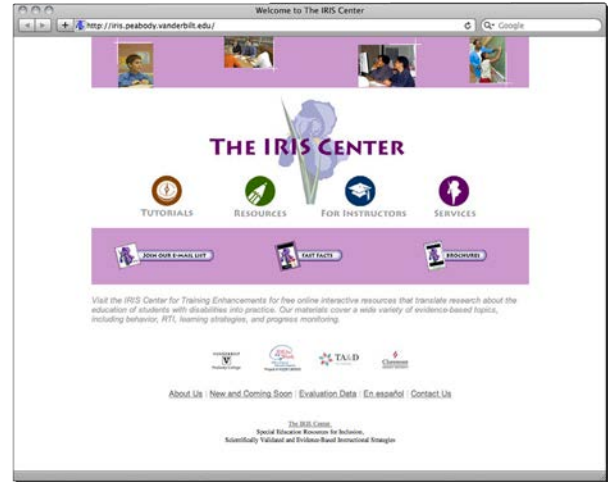 Welcome to The IRIS Center
http://iris.peabody.vanderbilt.edu/
Google
THE IRIS CENTER
TUTORIALS RESOURCES FOR INSTRUCTORS SERVICES
JOIN OUR E-MAIL LIST FAST FACTS BROCHURES
Visit the IRIS Center for Training Enhancements for free online interactive resources that translate research about the
education of students with disabilities into practice. Our materials cover a wide variety of evidence-based topics,
including behavior, RTI, learning strategies, and progress monitoring.
VANDERBILT
Peabody College
TA&D
Claremont
About Us | New and Coming Soon | Evaluation Data | En español | Contact Us
The IRIS Center
Special Education Resources for Inclusion,
Scientifically Validated and Evidence-Based Instructional Strategies